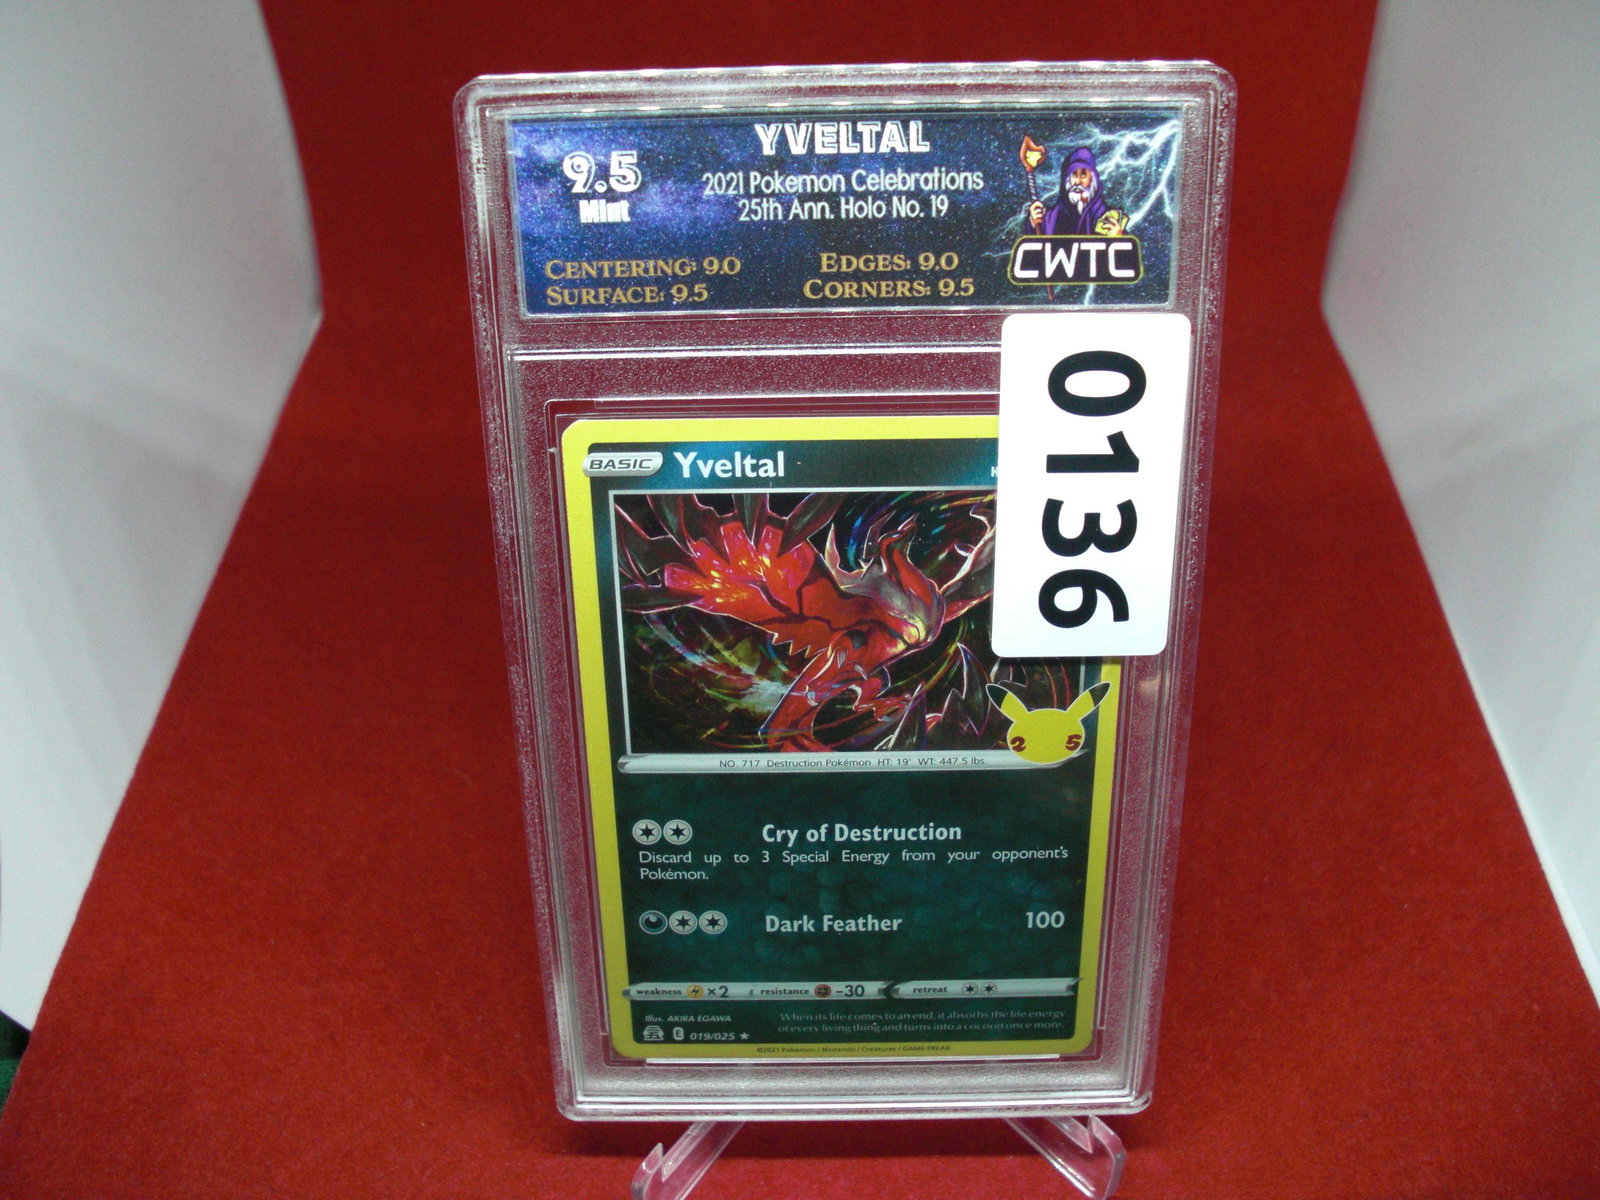 YVELTAL
9.5
Mint
2021 Pokemon Celebrations
25th Ann. Holo No. 19
CENTERING: 9.0
EDGES: 9.0
SURFACE: 9.5
CORNERS: 9.5
CWTC
0136
BASIC
Yveltal
25
NO. 717 Destruction Pokémon HT: 19' WT: 447.5 lbs.
Cry of Destruction
Discard up to 3 Special Energy from your opponent's
Pokémon.
Dark Feather 100
weakness ×2 resistance -30 retreat
Illus. AKIRA EGAWA
E 019/025 ★
When its life comes to an end, it absorbs the life energy
of every living thing and turns into a cocoon once more.
©2021 Pokémon / Nintendo / Creatures / GAME FREAK